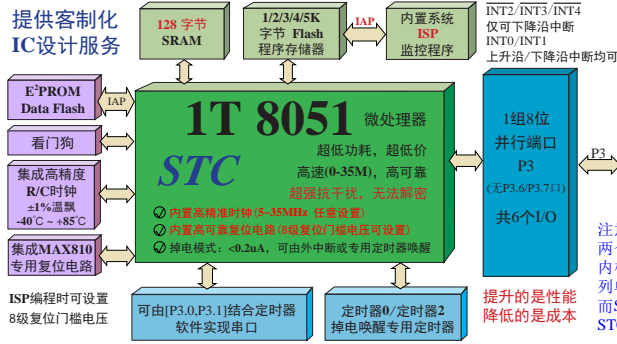 提供客制化
IC设计服务
128 字节
SRAM
1/2/3/4/5K
字节 Flash
程序存储器
IAP
内置系统
ISP
监控程序
INT2/INT3/INT4
仅可下降沿中断
INT0/INT1
上升沿/下降沿中断均可
E²PROM
Data Flash
IAP
看门狗
集成高精度
R/C时钟
±1%温飘
-40℃ ~ +85℃
集成MAX810
专用复位电路
ISP编程时可设置
8级复位门槛电压
1T 8051 微处理器
STC
超低功耗，超低价
高速(0-35M)，高可靠
超强抗干扰，无法解密
内置高精准时钟(5~35MHz 任意设置)
内置高可靠复位电路(8级复位门槛电压可设置)
掉电模式：<0.2uA，可由外中断或专用定时器唤醒
可由[P3.0,P3.1]结合定时器
软件实现串口
定时器0/定时器2
掉电唤醒专用定时器
1组8位
并行端口
P3
(无P3.6/P3.7口)
共6个I/O
P3
提升的是性能
降低的是成本
两个
列单
而S
STC